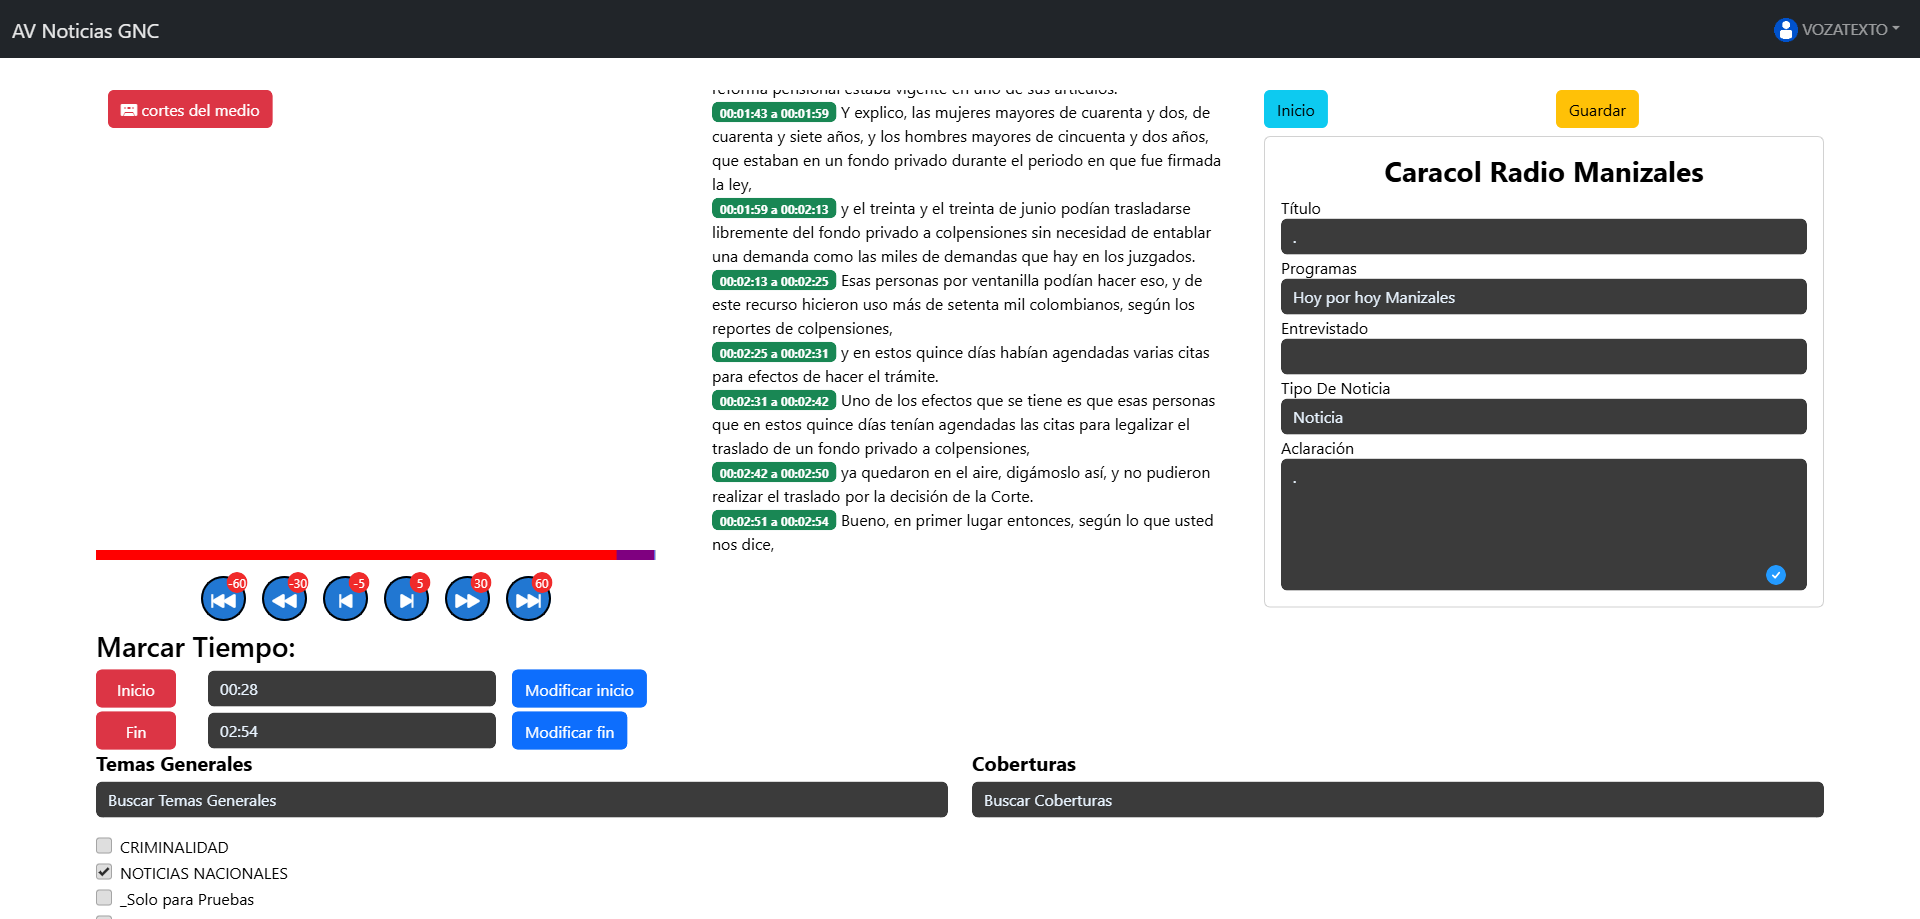 AV Noticias GNC
VOZATEXTO
cortes del medio
reforma pensional estaba vigente en uno de sus artículos.
00:01:43 a 00:01:59 Y explico, las mujeres mayores de cuarenta y dos, de
cuarenta y siete años, y los hombres mayores de cincuenta y dos años,
que estaban en un fondo privado durante el periodo en que fue firmada
la ley,
00:01:59 a 00:02:13 y el treinta y el treinta de junio podían trasladarse
libremente del fondo privado a colpensiones sin necesidad de entablar
una demanda como las miles de demandas que hay en los juzgados.
00:02:13 a 00:02:25 Esas personas por ventanilla podían hacer eso, y de
este recurso hicieron uso más de setenta mil colombianos, según los
reportes de colpensiones,
00:02:25 a 00:02:31 y en estos quince días habían agendadas varias citas
para efectos de hacer el trámite.
00:02:31 a 00:02:42 Uno de los efectos que se tiene es que esas personas
que en estos quince días tenían agendadas las citas para legalizar el
traslado de un fondo privado a colpensiones,
00:02:42 a 00:02:50 ya quedaron en el aire, digámoslo así, y no pudieron
realizar el traslado por la decisión de la Corte.
00:02:51 a 00:02:54 Bueno, en primer lugar entonces, según lo que usted
nos dice,
Inicio
Guardar
Caracol Radio Manizales
Título
.
Programas
Hoy por hoy Manizales
Entrevistado
Tipo De Noticia
Noticia
Aclaración
.
-60
-30
-5
5
30
60
Marcar Tiempo:
Inicio
00:28
Modificar inicio
Fin
02:54
Modificar fin
Temas Generales
Buscar Temas Generales
CRIMINALIDAD
NOTICIAS NACIONALES
_Solo para Pruebas
Coberturas
Buscar Coberturas